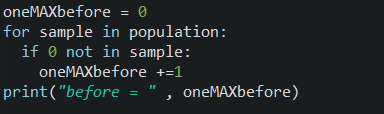 oneMAXbefore = 0
for sample in population:
  if 0 not in sample:
    oneMAXbefore +=1
print("before = " , oneMAXbefore)